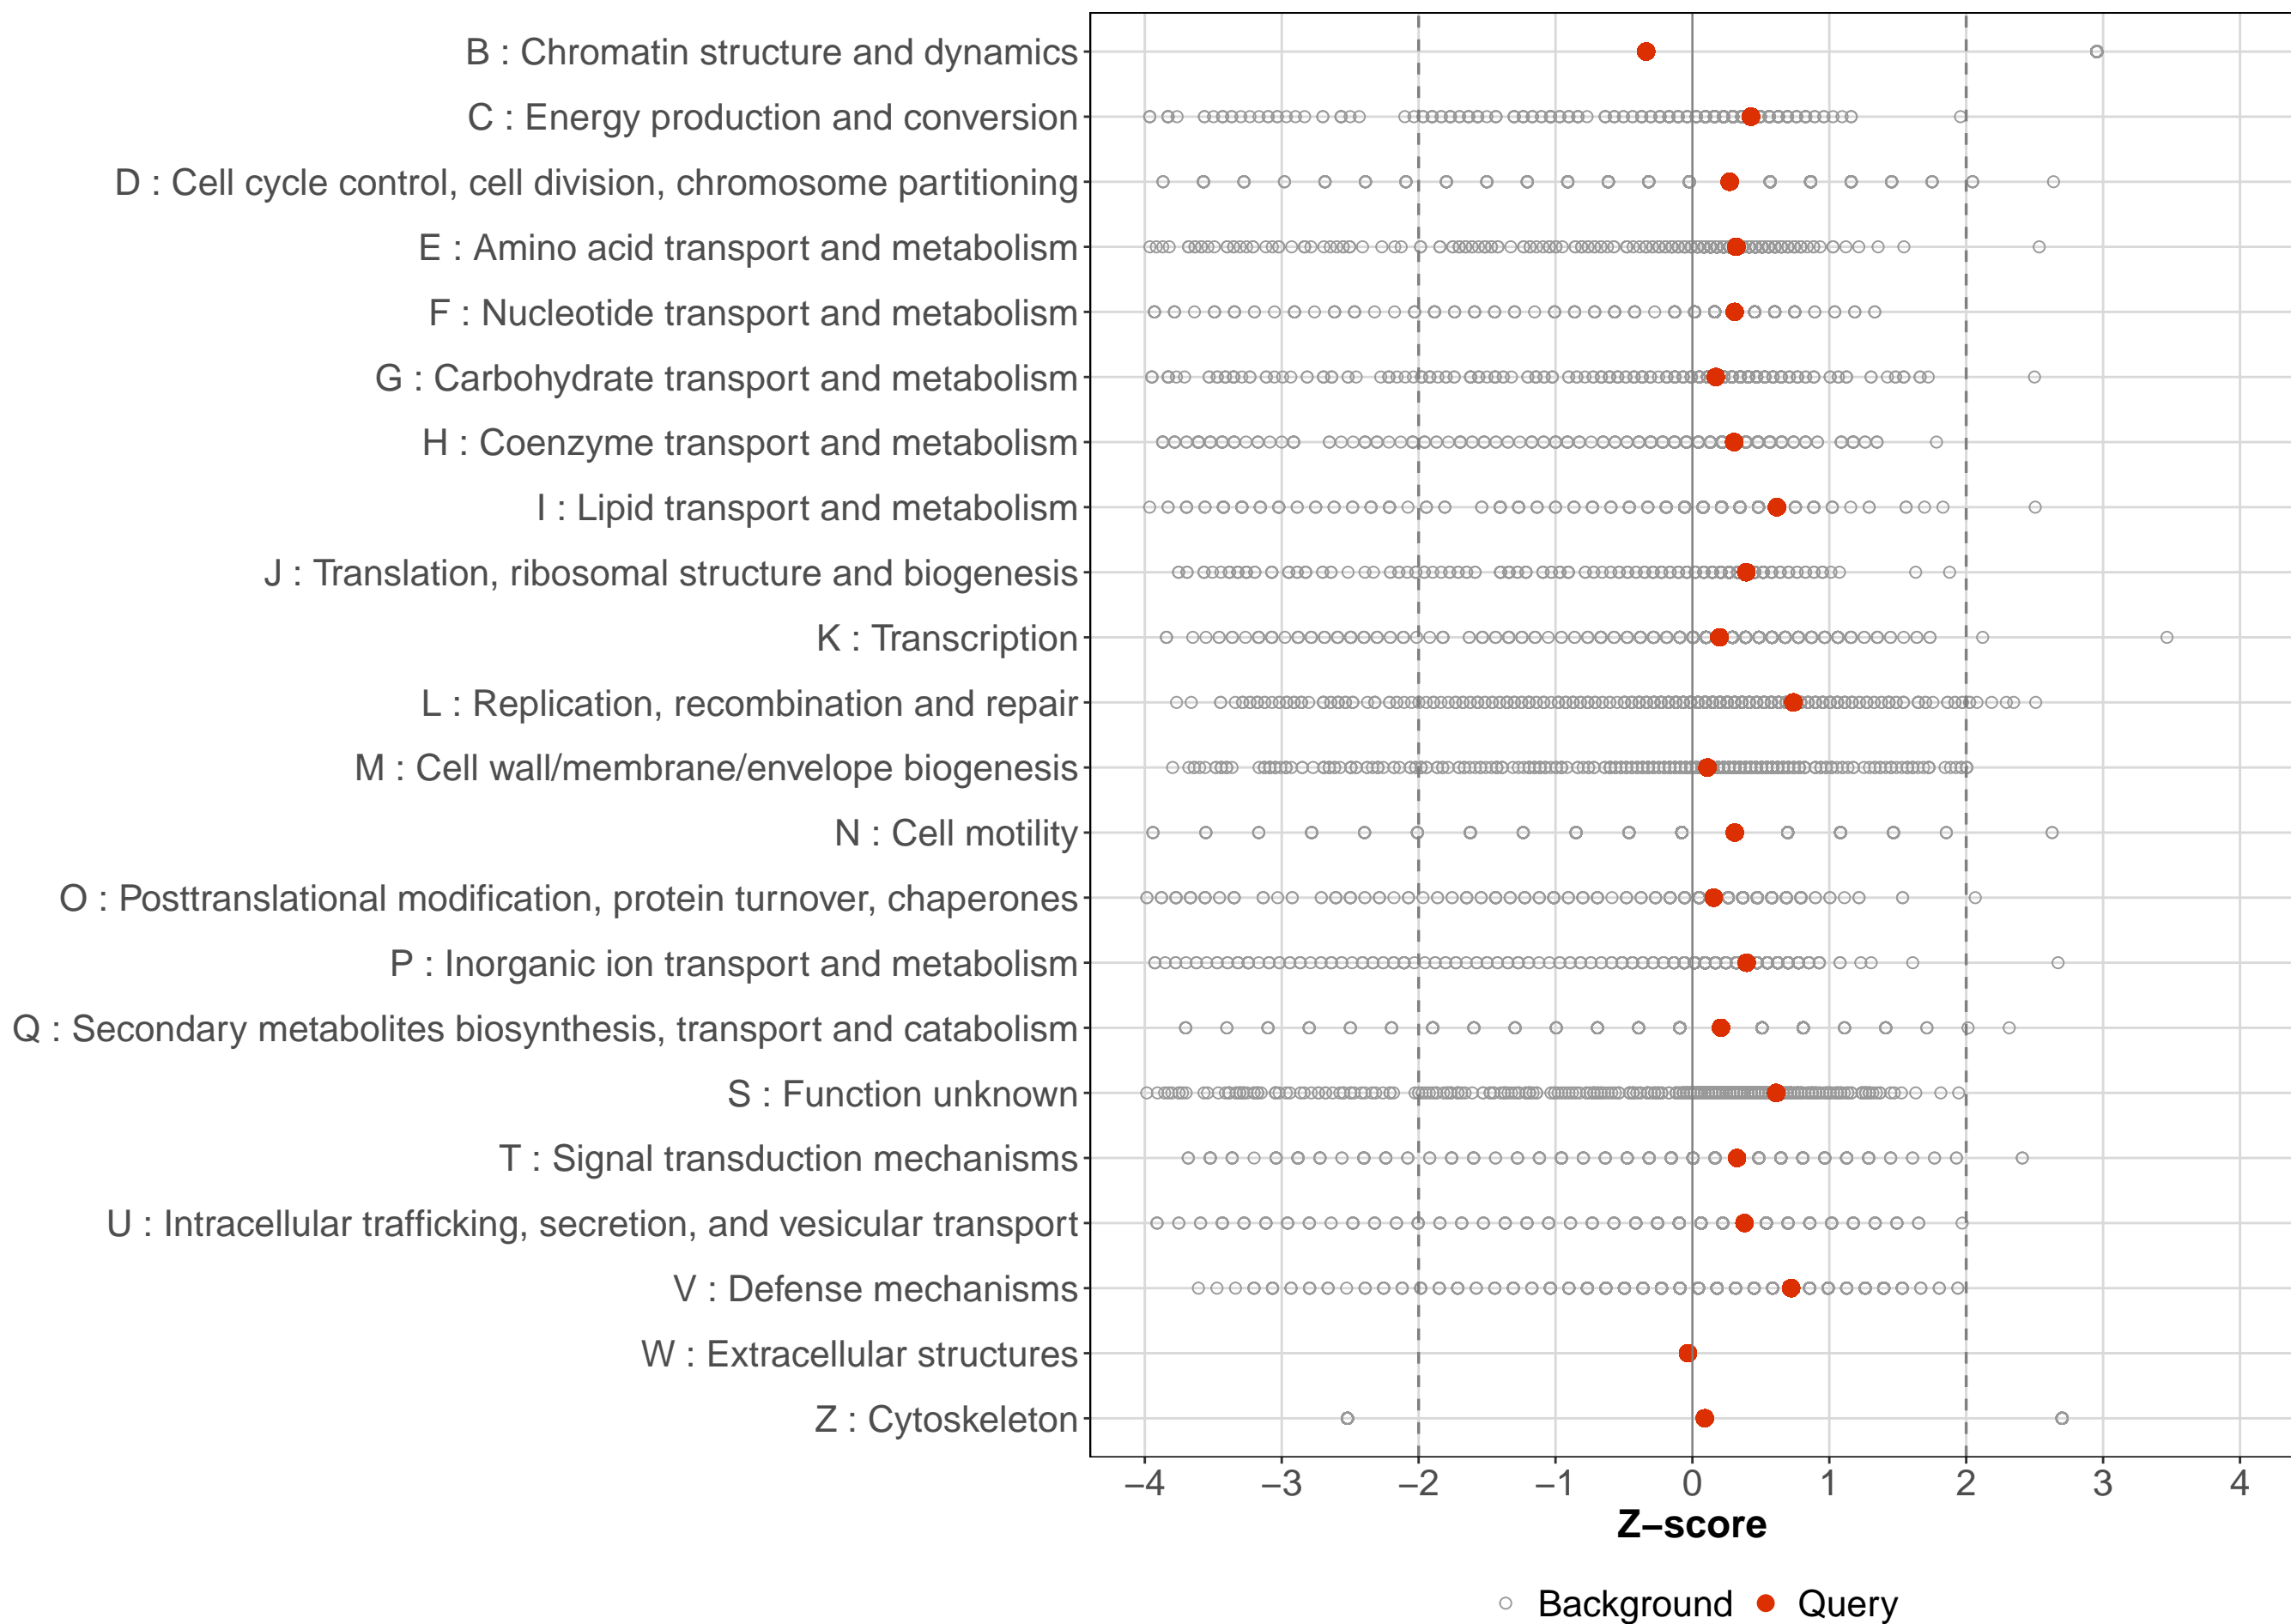 B : Chromatin structure and dynamics
C : Energy production and conversion
D : Cell cycle control, cell division, chromosome partitioning
E : Amino acid transport and metabolism
F : Nucleotide transport and metabolism
G : Carbohydrate transport and metabolism
H : Coenzyme transport and metabolism
I : Lipid transport and metabolism
J : Translation, ribosomal structure and biogenesis
K : Transcription
L : Replication, recombination and repair
M : Cell wall/membrane/envelope biogenesis
N : Cell motility
O : Posttranslational modification, protein turnover, chaperones
P : Inorganic ion transport and metabolism
Q : Secondary metabolites biosynthesis, transport and catabolism
S : Function unknown
T : Signal transduction mechanisms
U : Intracellular trafficking, secretion, and vesicular transport
V : Defense mechanisms
W : Extracellular structures
Z : Cytoskeleton
−4 −3 −2 −1 0 1 2 3 4
Z−score
Background Query